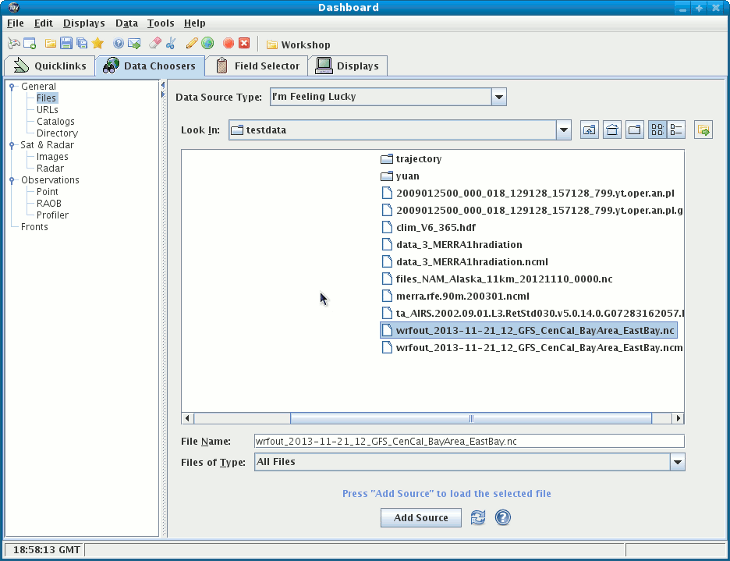 Dashboard
File Edit Displays Data Tools Help
Workshop
Quicklinks Data Choosers Field Selector Displays
General
Files
URLs
Catalogs
Directory
Sat & Radar
Images
Radar
Observations
Point
RAOB
Profiler
Fronts
Data Source Type: I'm Feeling Lucky
Look In: testdata
trajectory
yuan
2009012500_000_018_129128_157128_799.yt.oper.an.pl
2009012500_000_018_129128_157128_799.yt.oper.an.pl.g
clim_V6_365.hdf
data_3_MERRA1hradiation
data_3_MERRA1hradiation.ncml
files_NAM_Alaska_11km_20121110_0000.nc
merra.rfe.90m.200301.ncml
ta_AIRS.2002.09.01.L3.RetStd030.v5.0.14.0.G07283162057.
wrfout_2013-11-21_12_GFS_CenCal_BayArea_EastBay.nc
wrfout_2013-11-21_12_GFS_CenCal_BayArea_EastBay.ncm
File Name: wrfout_2013-11-21_12_GFS_CenCal_BayArea_EastBay.nc
Files of Type: All Files
Press "Add Source" to load the selected file
Add Source
18:58:13 GMT